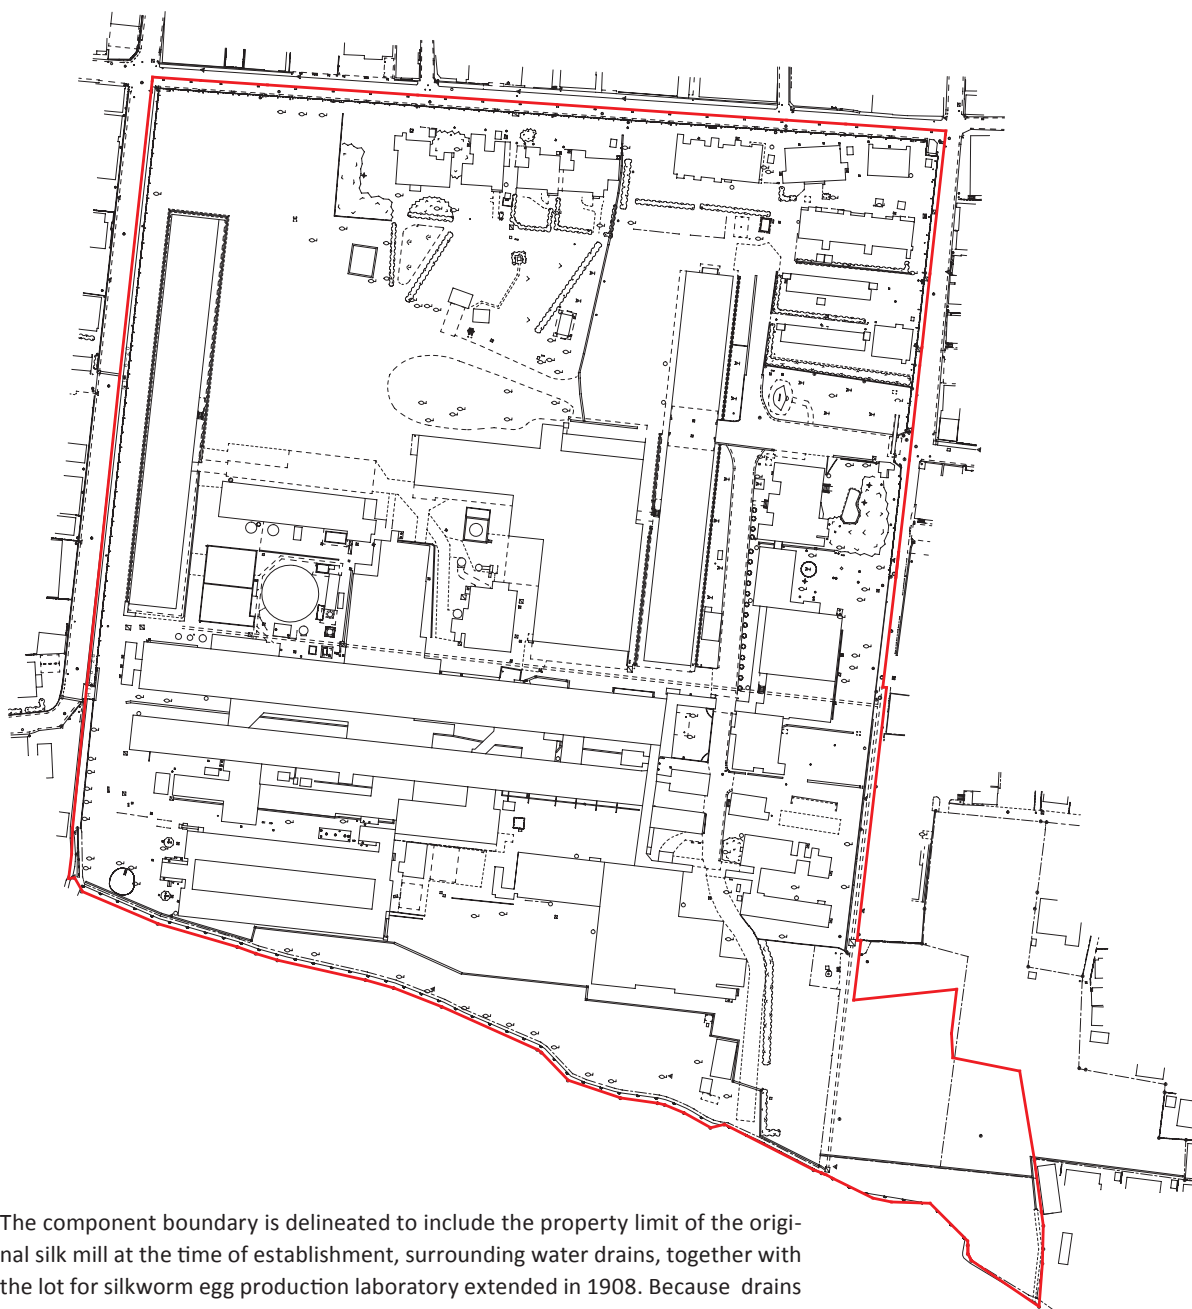 The component boundary is delineated to include the property limit of the origi-
nal silk mill at the time of establishment, surrounding water drains, together with
the lot for silkworm egg production laboratory extended in 1908. Because drains